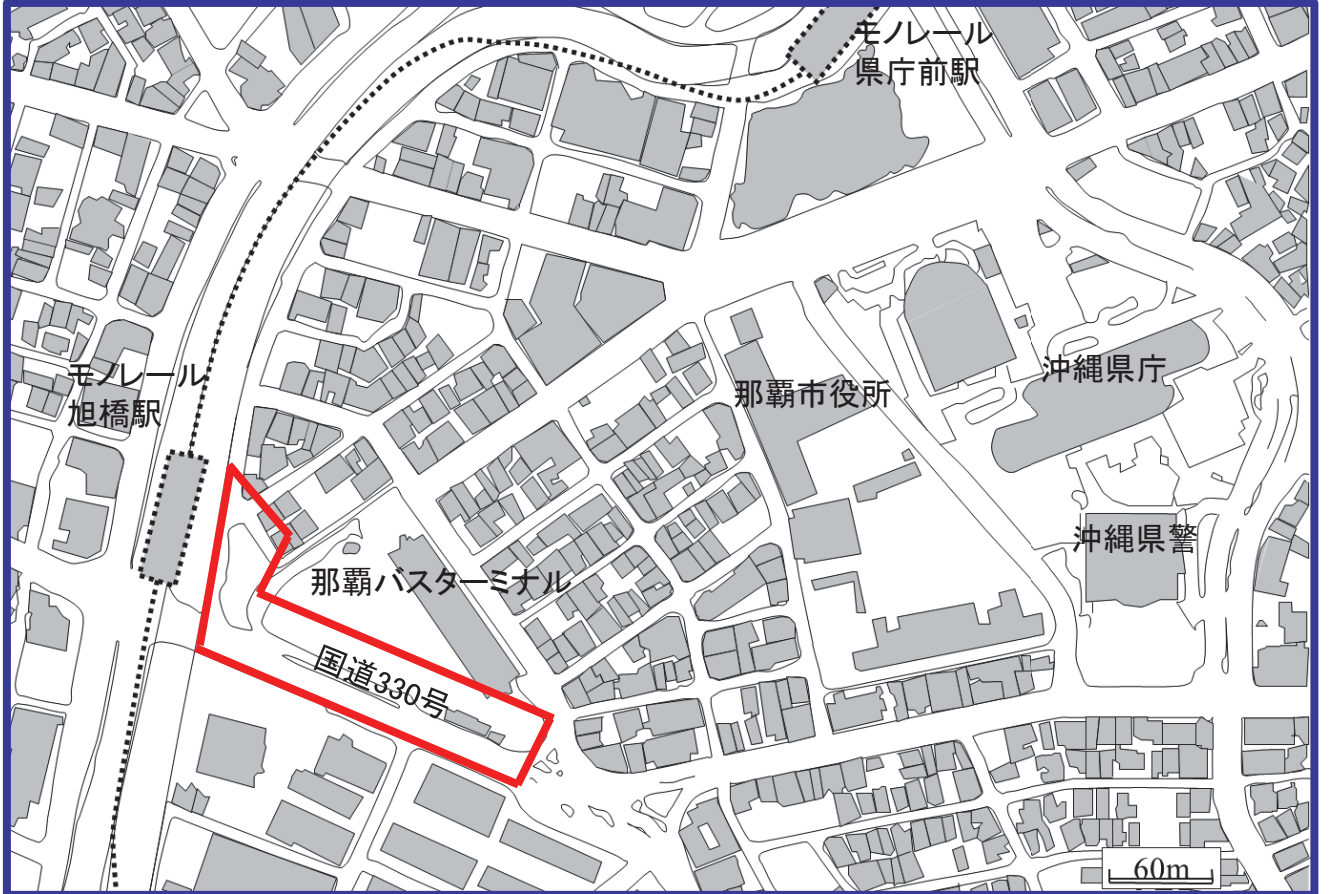 モノレール
県庁前駅
モノレール
旭橋駅
沖縄県庁
那覇市役所
沖縄県警
那覇バスターミナル
国道330号
60m